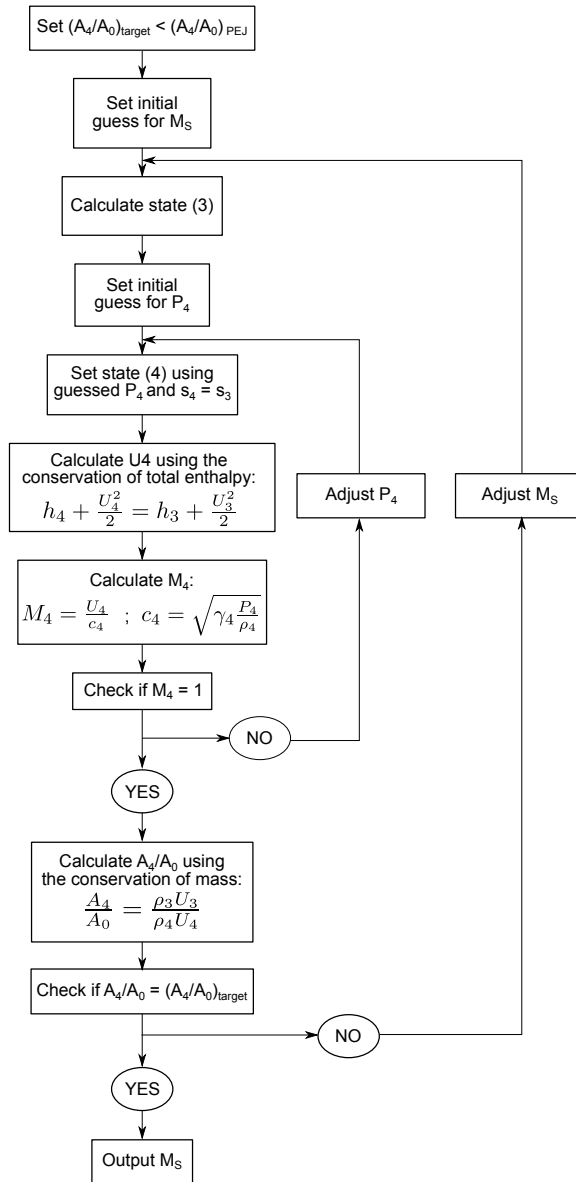 Set (A₄/A₀)target < (A₄/A₀) PEJ
Set initial
guess for Mₛ
Calculate state (3)
Set initial
guess for P₄
Set state (4) using
guessed P₄ and s₄ = s₃
Calculate U4 using the
conservation of total enthalpy:
h₄ + U₄²/2 = h₃ + U₃²/2
Adjust P₄
Adjust Mₛ
Calculate M₄:
M₄ = U₄/c₄ ; c₄ = √(γ₄ P₄/ρ₄)
Check if M₄ = 1
NO
YES
Calculate A₄/A₀ using
the conservation of mass:
A₄/A₀ = ρ₃U₃/ρ₄U₄
Check if A₄/A₀ = (A₄/A₀)target
NO
YES
Output Mₛ